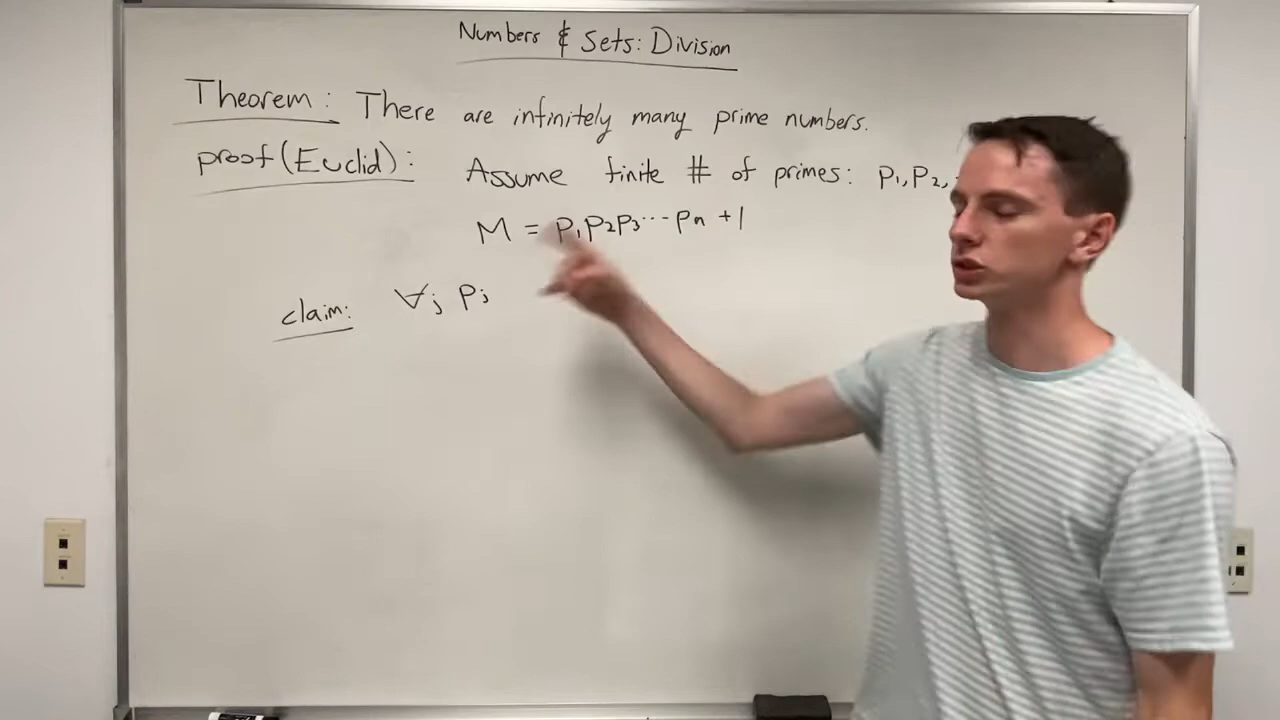 Numbers & Sets: Division
Theorem: There are infinitely many prime numbers.
proof (Euclid): Assume finite # of primes: p₁, p₂,
M = p₁p₂p₃⋯pₙ + 1
claim: ∀j pⱼ